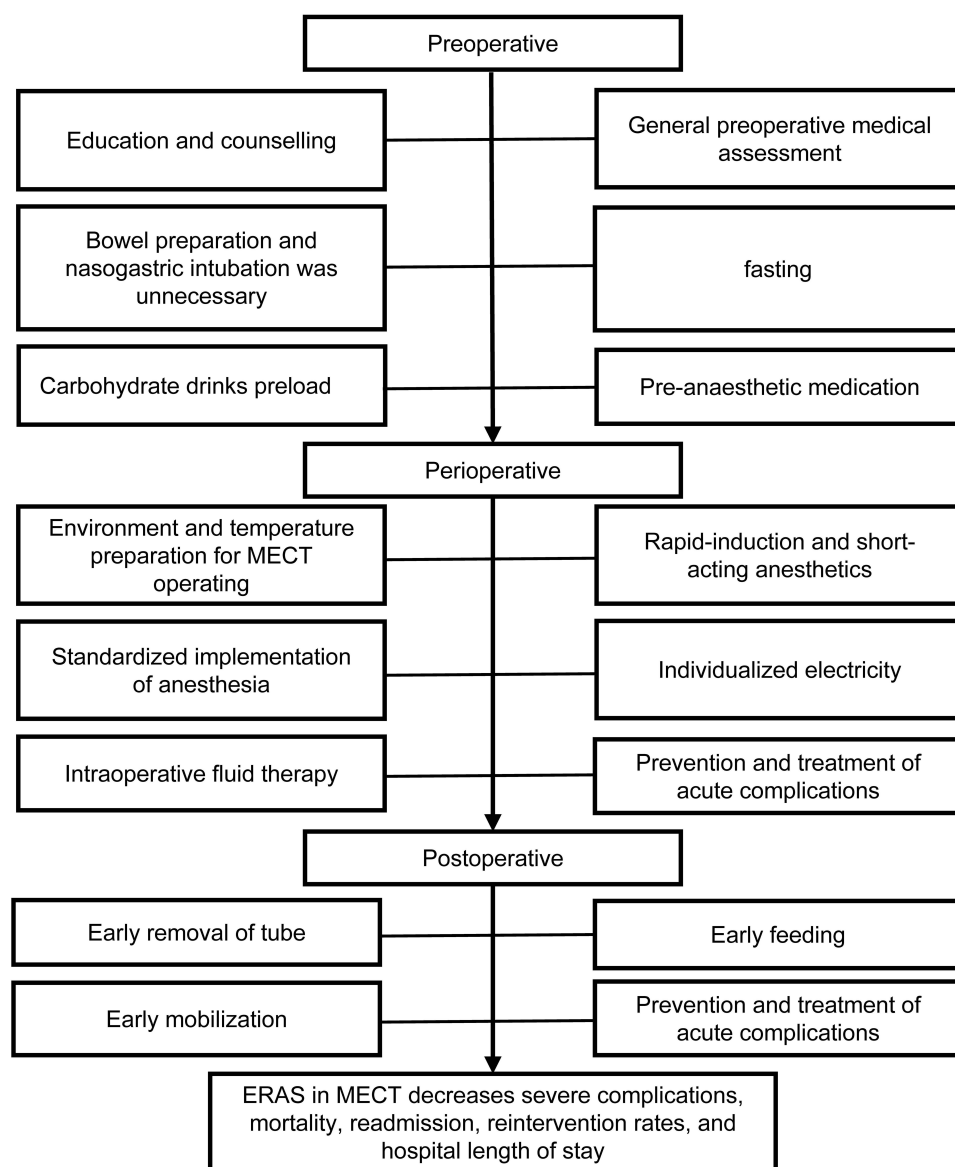 Preoperative
Education and counselling
General preoperative medical
assessment
Bowel preparation and
nasogastric intubation was
unnecessary
fasting
Carbohydrate drinks preload
Pre-anaesthetic medication
Perioperative
Environment and temperature
preparation for MECT
operating
Rapid-induction and short-
acting anesthetics
Standardized implementation
of anesthesia
Individualized electricity
Intraoperative fluid therapy
Prevention and treatment of
acute complications
Postoperative
Early removal of tube
Early feeding
Early mobilization
Prevention and treatment of
acute complications
ERAS in MECT decreases severe complications,
mortality, readmission, reintervention rates, and
hospital length of stay